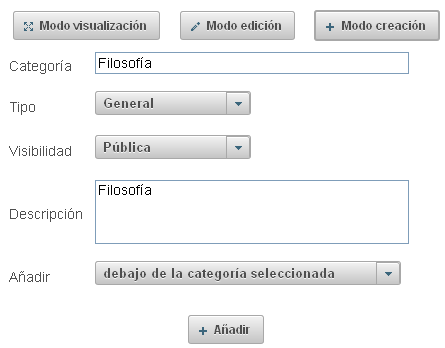 Modo visualización Modo edición Modo creación
Categoría Filosofía
Tipo General
Visibilidad Pública
Filosofía
Descripción
Añadir debajo de la categoría seleccionada
Añadir